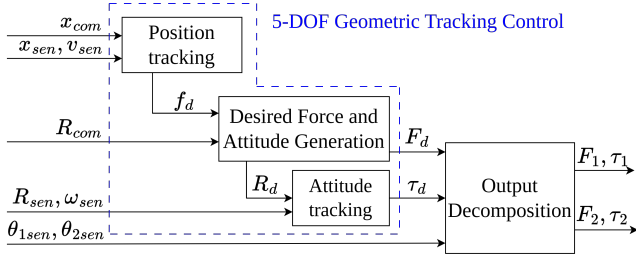 5-DOF Geometric Tracking Control
x_com
x_sen, v_sen
Position
tracking
f_d
R_com
Desired Force and
Attitude Generation
F_d
R_d
Attitude
tracking
τ_d
R_sen, ω_sen
θ_1sen, θ_2sen
Output
Decomposition
F_1, τ_1
F_2, τ_2